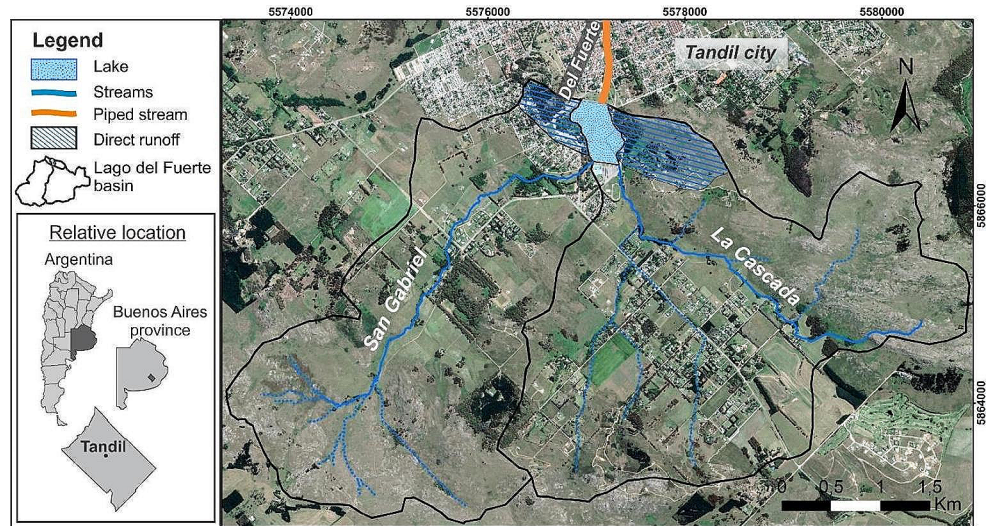 5574000
5576000
5578000
5580000
Legend
Lake
Streams
Piped stream
Direct runoff
Lago del Fuerte
basin
Relative location
Argentina
Buenos Aires
province
Tandil
Del Fuerte
Tandil city
N
San Gabriel
La Cascada
5866000
5864000
0 0,5 1 1,5
Km